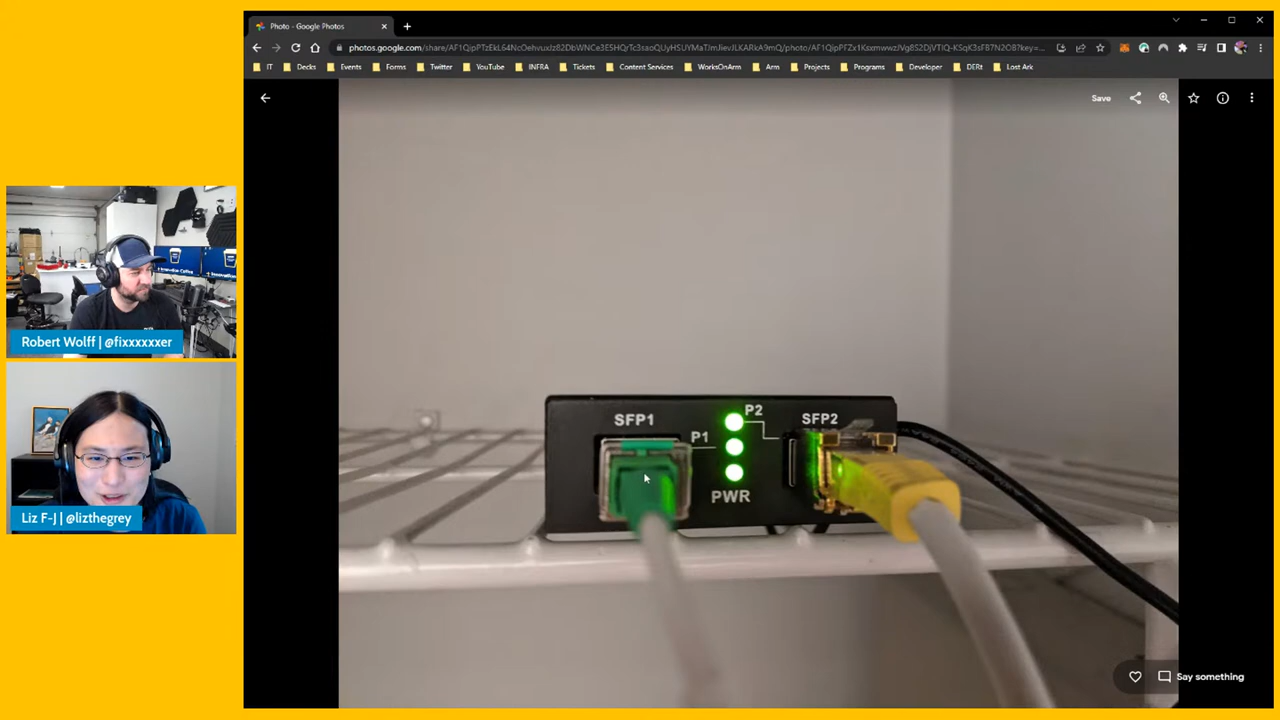 Photo - Google Photos
IT
Decks
Events
Forms
Twitter
YouTube
INFRA
Tickets
Content Services
WorksOnArm
Arm
Projects
Programs
Developer
DERt
Lost Ark
Save
SFP1
P1
P2
SFP2
PWR
Say something
Robert Wolff | @fixxxxxxer
Liz F-J | @lizthegrey